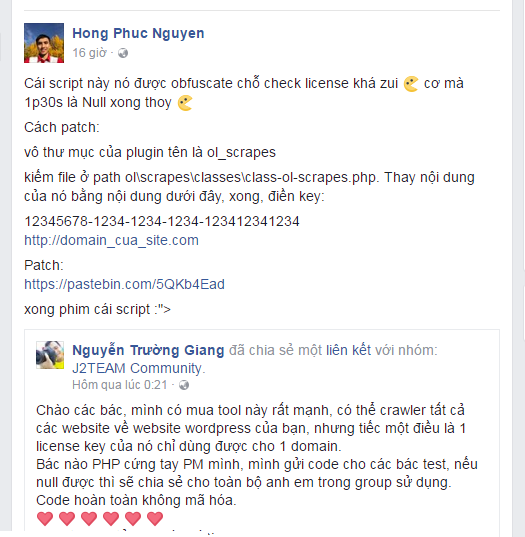 Hong Phuc Nguyen
16 giờ ·
Cái script này nó được obfuscate chỗ check license khá zui cơ mà
1p30s là Null xong thoy
Cách patch:
vô thư mục của plugin tên là ol_scrapes
kiếm file ở path ol\scrapes\classes\class-ol-scrapes.php. Thay nội dung
của nó bằng nội dung dưới đây, xong, điền key:
12345678-1234-1234-1234-123412341234
http://domain_cua_site.com
Patch:
https://pastebin.com/5QKb4Ead
xong phim cái script :">
Nguyễn Trường Giang đã chia sẻ một liên kết với nhóm:
J2TEAM Community.
Hôm qua lúc 0:21 ·
Chào các bác, mình có mua tool này rất mạnh, có thể crawler tất cả
các website về website wordpress của bạn, nhưng tiếc một điều là 1
license key của nó chỉ dùng được cho 1 domain.
Bác nào PHP cứng tay PM mình, mình gửi code cho các bác test, nếu
null được thì sẽ chia sẻ cho toàn bộ anh em trong group sử dụng.
Code hoàn toàn không mã hóa.